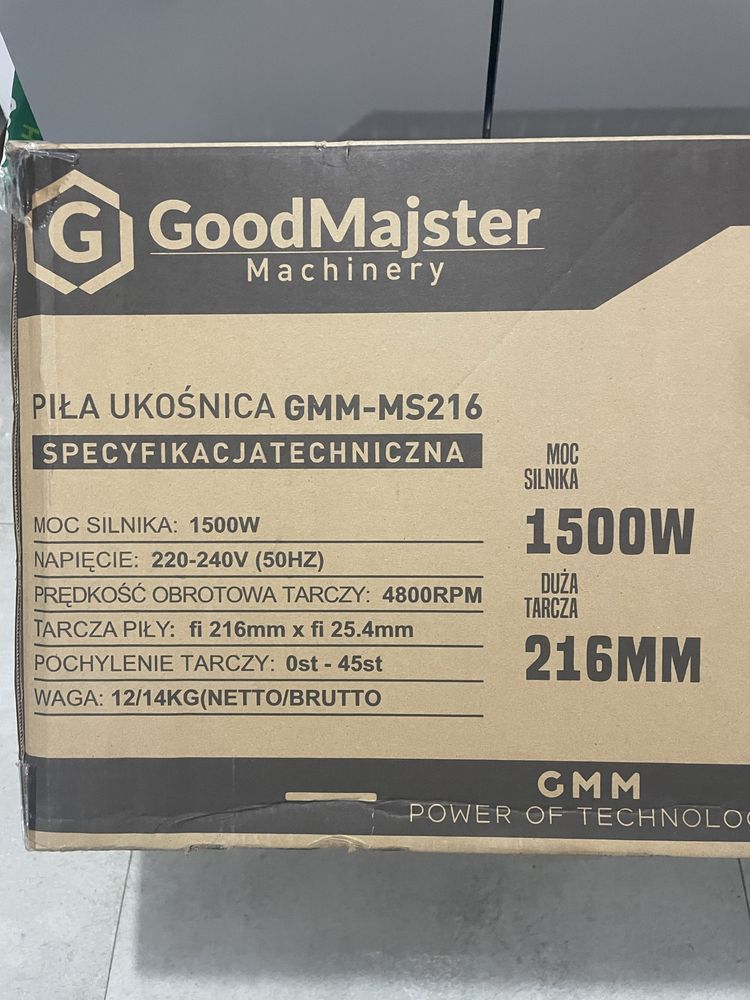 G
GoodMajster
Machinery
PIŁA UKOŚNICA GMM-MS216
SPECYFIKACJATECHNICZNA
MOC SILNIKA: 1500W
NAPIĘCIE: 220-240V (50HZ)
PRĘDKOŚĆ OBROTOWA TARCZY: 4800RPM
TARCZA PIŁY: fi 216mm x fi 25.4mm
POCHYLENIE TARCZY: 0st - 45st
WAGA: 12/14KG(NETTO/BRUTTO
MOC
SILNIKA
1500W
DUŻA
TARCZA
216MM
GMM
POWER OF TECHNOLO